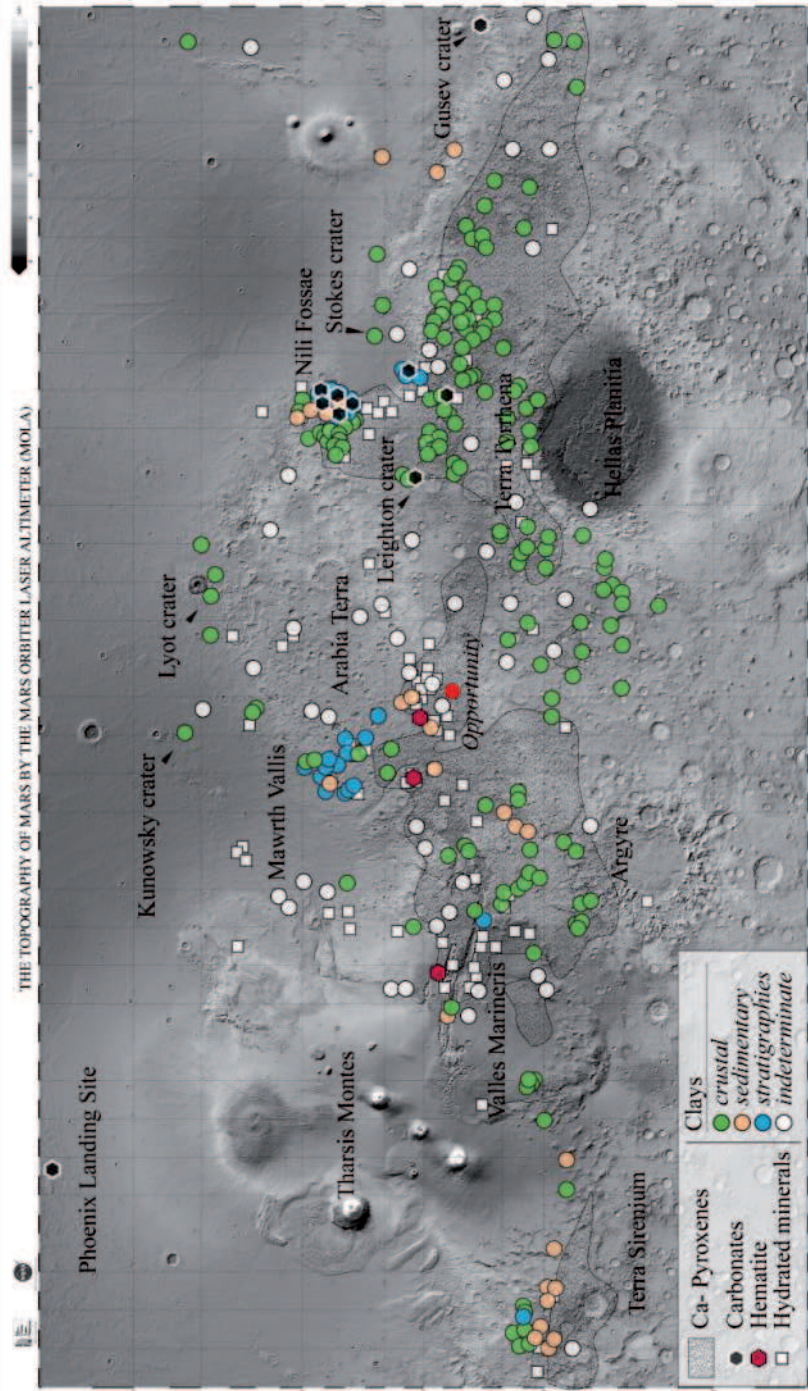 THE TOPOGRAPHY OF MARS BY THE MARS ORBITER LASER ALTIMETER (MOLA)
Phoenix Landing Site
Kunowsky crater
Lyot crater
Nili Fossae
Stokes crater
Gusev crater
Mawrth Vallis
Arabia Terra
Leighton crater
Tharsis Montes
Opportunity
Terra Tyrrhena
Valles Marineris
Hellas Planitia
Argyre
Terra Sirenium
Ca- Pyroxenes
Carbonates
Hematite
Hydrated minerals
Clays
crustal
sedimentary
stratigraphies
indeterminate